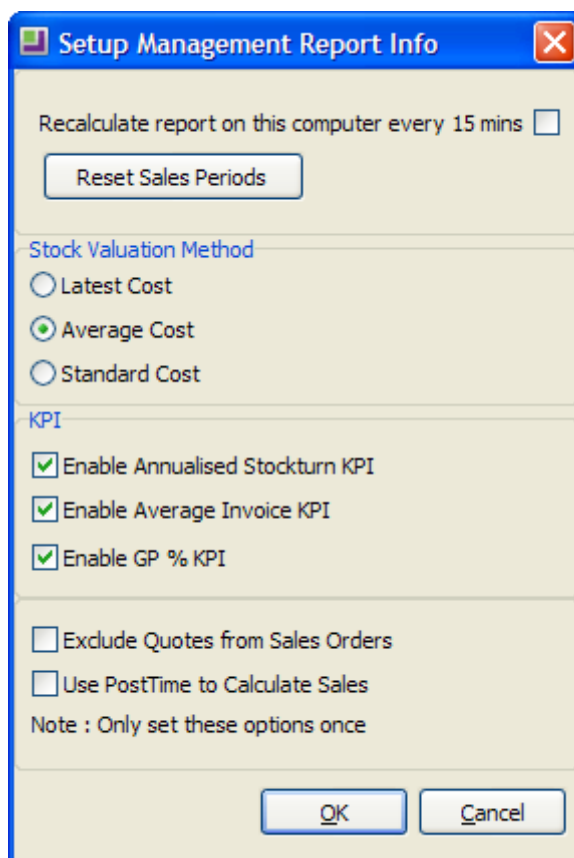 Setup Management Report Info
Recalculate report on this computer every 15 mins
Reset Sales Periods
Stock Valuation Method
Latest Cost
Average Cost
Standard Cost
KPI
Enable Annualised Stockturn KPI
Enable Average Invoice KPI
Enable GP % KPI
Exclude Quotes from Sales Orders
Use PostTime to Calculate Sales
Note : Only set these options once
OK Cancel